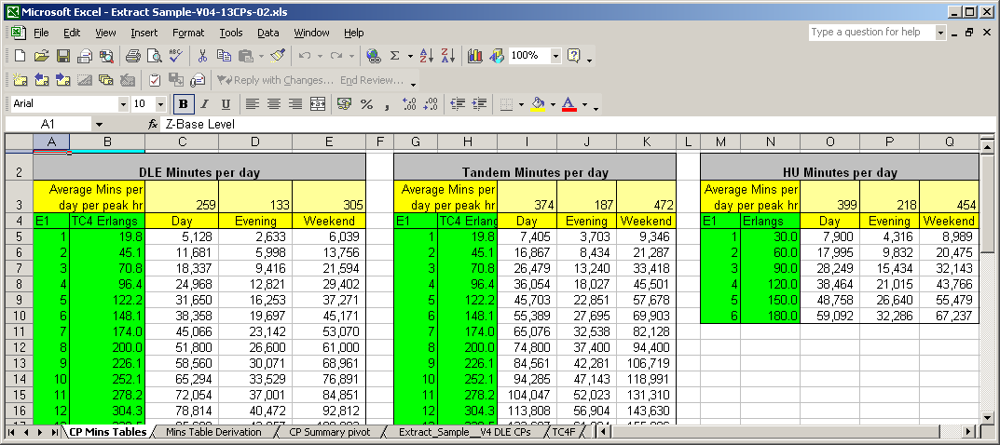 Microsoft Excel - Extract Sample-V04-13CPs-02.xls
File Edit View Insert Format Tools Data Window Help Type a question for help
100%
Reply with Changes... End Review...
Arial 10 B I U
A1 fx Z-Base Level
A B C D E F G H I J K L M N O P Q
2 DLE Minutes per day Tandem Minutes per day HU Minutes per day
Average Mins per Average Mins per Average Mins per
3 day per peak hr 259 133 305 day per peak hr 374 187 472 day per peak hr 399 218 454
4 E1 TC4 Erlangs Day Evening Weekend E1 TC4 Erlang Day Evening Weekend E1 Erlangs Day Evening Weekend
5 1 19.8 5,128 2,633 6,039 1 19.8 7,405 3,703 9,346 1 30.0 7,900 4,316 8,989
6 2 45.1 11,681 5,998 13,756 2 45.1 16,867 8,434 21,287 2 60.0 17,995 9,832 20,475
7 3 70.8 18,337 9,416 21,594 3 70.8 26,479 13,240 33,418 3 90.0 28,249 15,434 32,143
8 4 96.4 24,968 12,821 29,402 4 96.4 36,054 18,027 45,501 4 120.0 38,464 21,015 43,766
9 5 122.2 31,650 16,253 37,271 5 122.2 45,703 22,851 57,678 5 150.0 48,758 26,640 55,479
10 6 148.1 38,358 19,697 45,171 6 148.1 55,389 27,695 69,903 6 180.0 59,092 32,286 67,237
11 7 174.0 45,066 23,142 53,070 7 174.0 65,076 32,538 82,128
12 8 200.0 51,800 26,600 61,000 8 200.0 74,800 37,400 94,400
13 9 226.1 58,560 30,071 68,961 9 226.1 84,561 42,281 106,719
14 10 252.1 65,294 33,529 76,891 10 252.1 94,285 47,143 118,991
15 11 278.2 72,054 37,001 84,851 11 278.2 104,047 52,023 131,310
16 12 304.3 78,814 40,472 92,812 12 304.3 113,808 56,904 143,630
CP Mins Tables Mins Table Derivation CP Summary pivot Extract_Sample__V4 DLE CPs TC4F